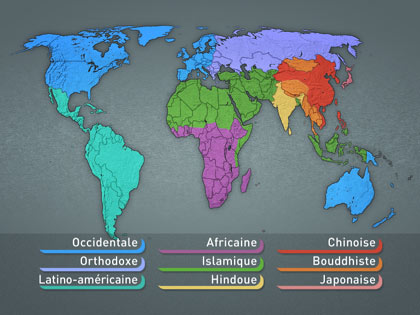 Occidentale Africaine Chinoise
Orthodoxe Islamique Bouddhiste
Latino-américaine Hindoue Japonaise